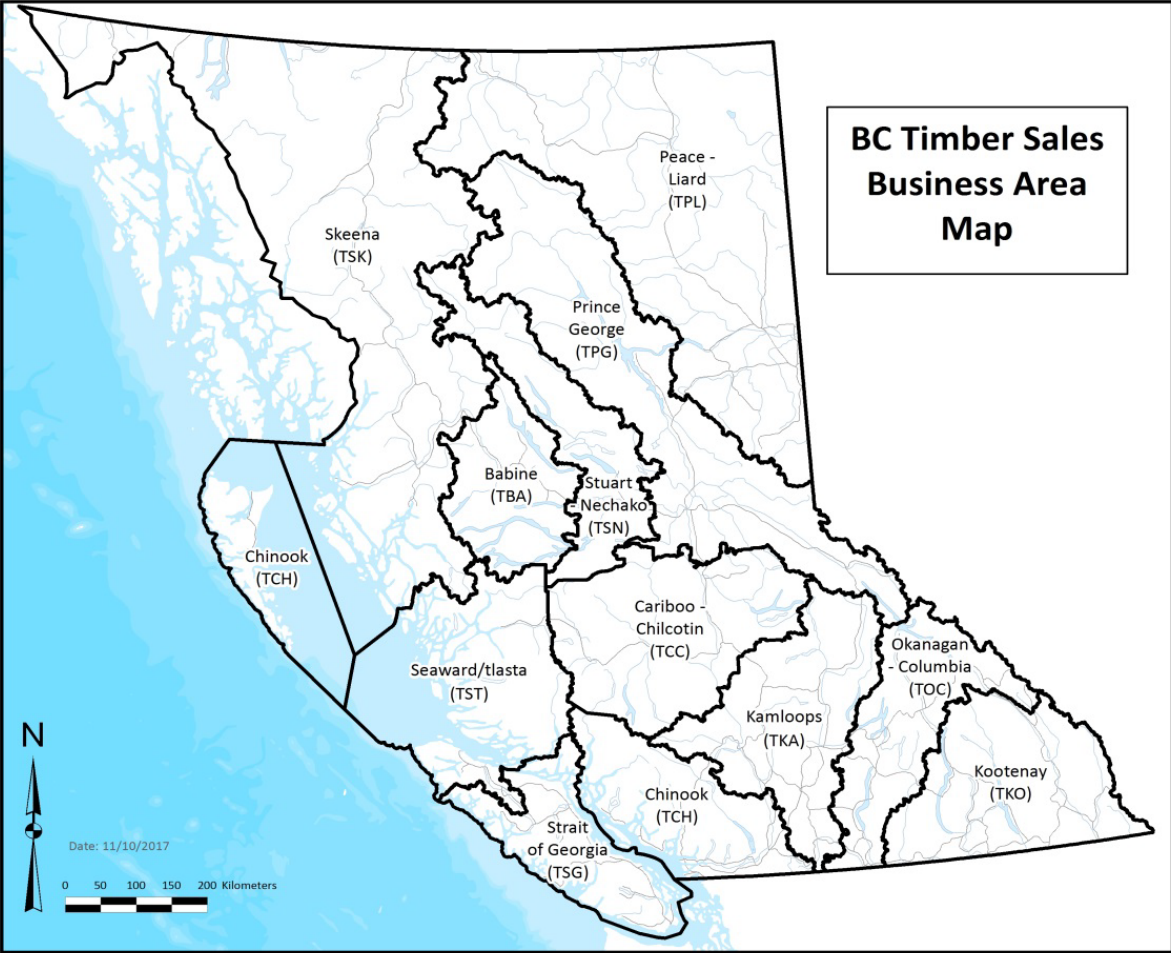 BC Timber Sales
Business Area
Map
Peace -
Liard
(TPL)
Skeena
(TSK)
Prince
George
(TPG)
Babine
(TBA)
Stuart
- Nechako
(TSN)
Chinook
(TCH)
Cariboo -
Chilcotin
(TCC)
Okanagan
- Columbia
(TOC)
Seaward/tlasta
(TST)
Kamloops
(TKA)
Kootenay
(TKO)
Chinook
(TCH)
Strait
of Georgia
(TSG)
N
Date: 11/10/2017
0 50 100 150 200 Kilometers